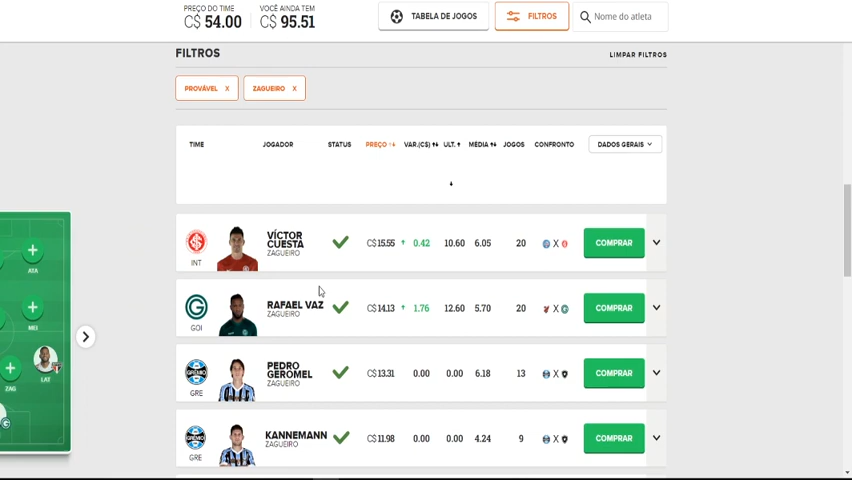 PREÇO DO TIME
C$ 54.00
VOCÊ AINDA TEM
C$ 95.51
TABELA DE JOGOS
FILTROS
Nome do atleta
FILTROS
LIMPAR FILTROS
PROVÁVEL X
ZAGUEIRO X
TIME JOGADOR STATUS PREÇO VAR.(C$) ULT. MÉDIA JOGOS CONFRONTO DADOS GERAIS
INT
VÍCTOR CUESTA
ZAGUEIRO
C$ 15.55 0.42 10.60 6.05 20 X COMPRAR
GOI
RAFAEL VAZ
ZAGUEIRO
C$ 14.13 1.76 12.60 5.70 20 X COMPRAR
GRÊMIO
GRE
PEDRO GEROMEL
ZAGUEIRO
C$ 13.31 0.00 0.00 6.18 13 X COMPRAR
GRÊMIO
GRE
KANNEMANN
ZAGUEIRO
C$ 11.98 0.00 0.00 4.24 9 X COMPRAR
ATA
MEI
ZAG
LAT